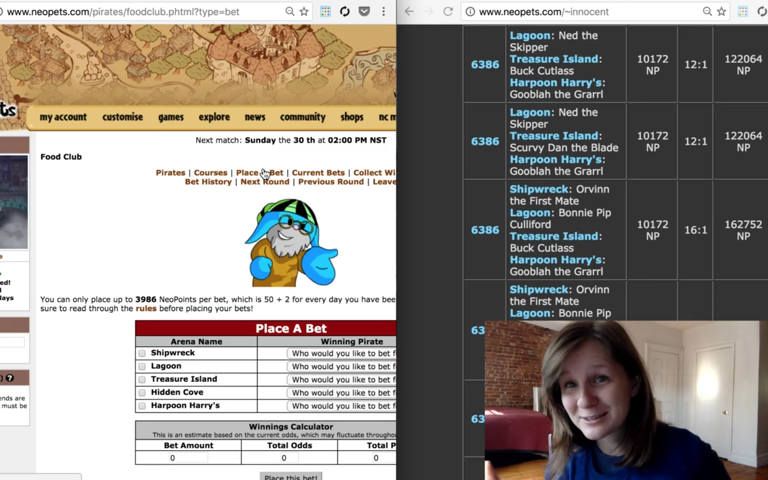 www.neopets.com/pirates/foodclub.phtml?type=bet
my account customise games explore news community shops nc m
Next match: Sunday the 30 th at 02:00 PM NST
Food Club
Pirates | Courses | Place a Bet | Current Bets | Collect Wi
Bet History | Next Round | Previous Round | Leave
You can only place up to 3986 NeoPoints per bet, which is 50 + 2 for every day you have bee
sure to read through the rules before placing your bets!
Place A Bet
Arena Name Winning Pirate
Shipwreck Who would you like to bet f
Lagoon Who would you like to bet f
Treasure Island Who would you like to bet f
Hidden Cove Who would you like to bet f
Harpoon Harry's Who would you like to bet f
Winnings Calculator
This is an estimate based on the current odds, which may fluctuate througho
Bet Amount Total Odds Total P
0 0 0
Place this bet!
ed!
days
ends are
must be
www.neopets.com/~innocent
6386 Lagoon: Ned the
Skipper
Treasure Island:
Buck Cutlass
Harpoon Harry's:
Gooblah the Grarrl
10172 NP 12:1 122064 NP
6386 Lagoon: Ned the
Skipper
Treasure Island:
Scurvy Dan the Blade
Harpoon Harry's:
Gooblah the Grarrl
10172 NP 12:1 122064 NP
6386 Shipwreck: Orvinn
the First Mate
Lagoon: Bonnie Pip
Culliford
Treasure Island:
Buck Cutlass
Harpoon Harry's:
Gooblah the Grarrl
10172 NP 16:1 162752 NP
Shipwreck: Orvinn
the First Mate
Lagoon: Bonnie Pip
63
63